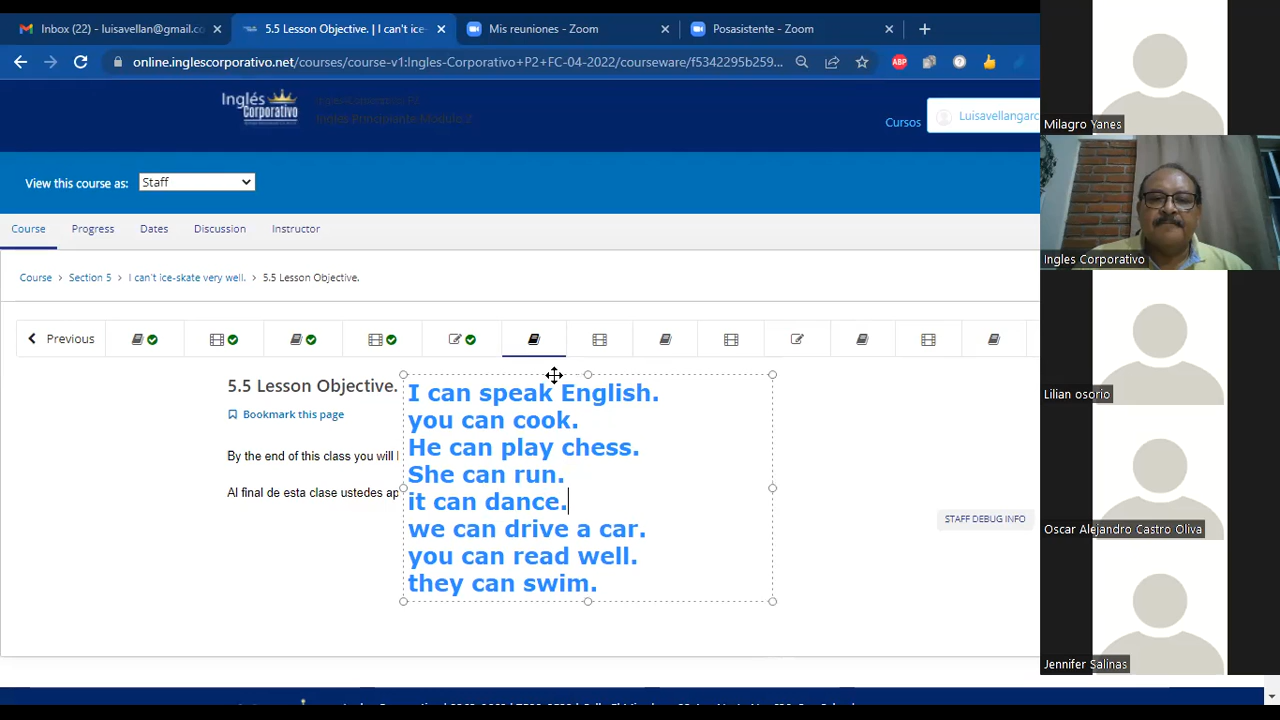 Inbox (22) - luisavellan@gmail.co
5.5 Lesson Objective. | I can't ice-
Mis reuniones - Zoom
Posasistente - Zoom
online.inglescorporativo.net/courses/course-v1:Ingles-Corporativo+P2+FC-04-2022/courseware/f5342295b259...
ABP
Inglés
Corporativo
Cursos
Luisavellangarc
View this course as:
Staff
Course
Progress
Dates
Discussion
Instructor
Course > Section 5 > I can't ice-skate very well. > 5.5 Lesson Objective.
Previous
5.5 Lesson Objective.
Bookmark this page
By the end of this class you will
Al final de esta clase ustedes ap
I can speak English.
you can cook.
He can play chess.
She can run.
it can dance.
we can drive a car.
you can read well.
they can swim.
STAFF DEBUG INFO
Milagro Yanes
Ingles Corporativo
Lilian osorio
Oscar Alejandro Castro Oliva
Jennifer Salinas